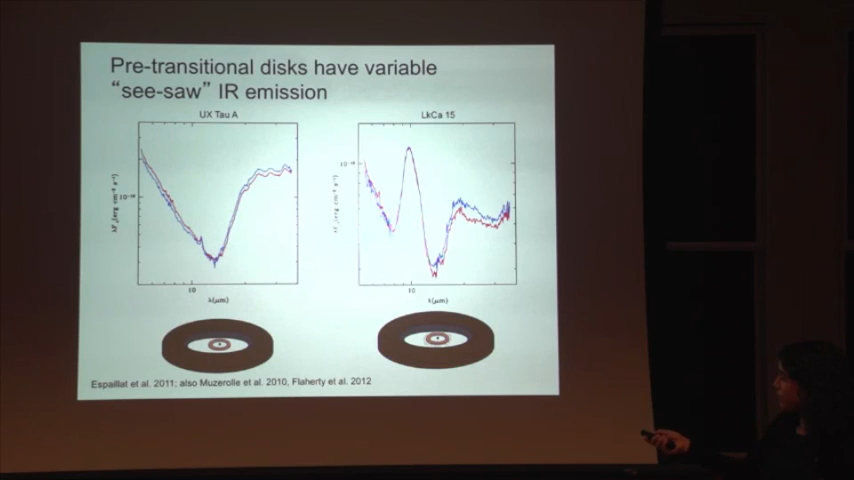 Pre-transitional disks have variable
“see-saw” IR emission
UX Tau A
LkCa 15
10
λ(μm)
10
λ(μm)
Espaillat et al. 2011; also Muzerolle et al. 2010, Flaherty et al. 2012